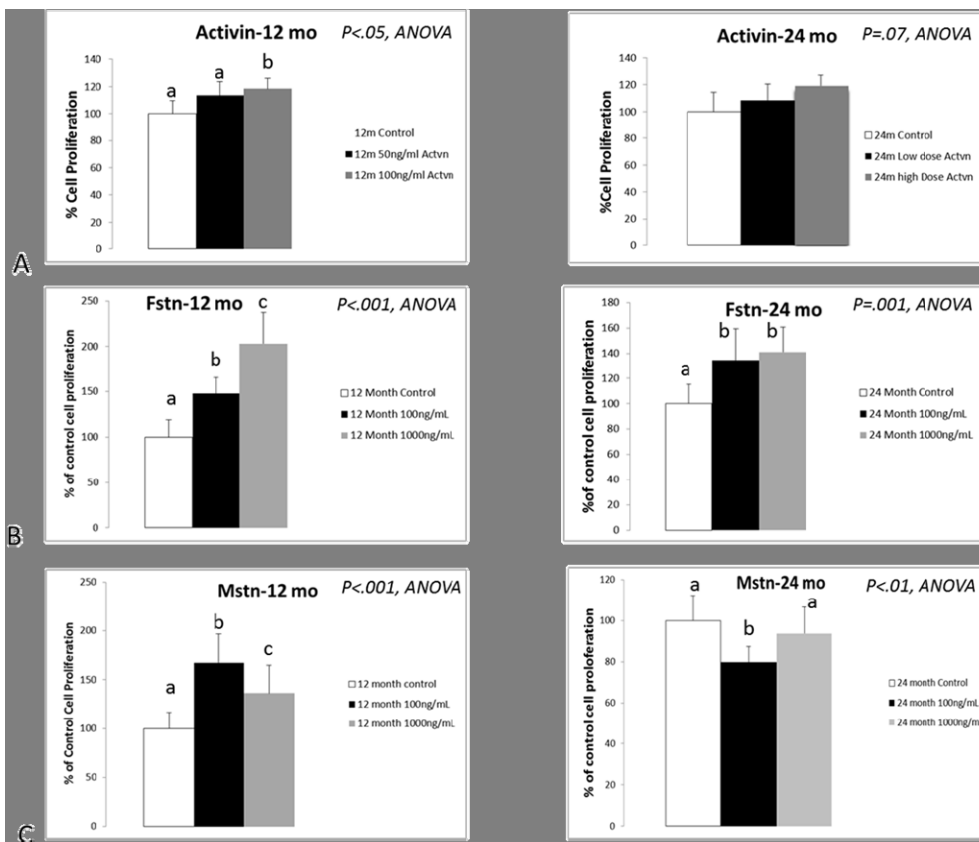 Activin-12 mo
P<.05, ANOVA
% Cell Proliferation
140
120
100
80
60
40
20
0
a
a
b
12m Control
12m 50ng/ml Actvn
12m 100ng/ml Actvn
Activin-24 mo
P=.07, ANOVA
%Cell Proliferation
140
120
100
80
60
40
20
0
24m Control
24m Low dose Actvn
24m high Dose Actvn
A
Fstn-12 mo
P<.001, ANOVA
% of control cell proliferation
250
200
150
100
50
0
a
b
c
12 Month Control
12 Month 100ng/mL
12 Month 1000ng/mL
Fstn-24 mo
P=.001, ANOVA
%of control cell proliferation
180
160
140
120
100
80
60
40
20
0
a
b
b
24 Month Control
24 Month 100ng/mL
24 Month 1000ng/mL
B
Mstn-12 mo
P<.001, ANOVA
% of Control Cell Proliferation
250
200
150
100
50
0
a
b
c
12 month control
12 month 100ng/mL
12 month 1000ng/mL
Mstn-24 mo
P<.01, ANOVA
% of control cell proloferation
120
100
80
60
40
20
0
a
b
a
24 month Control
24 month 100ng/mL
24 month 1000ng/m
C